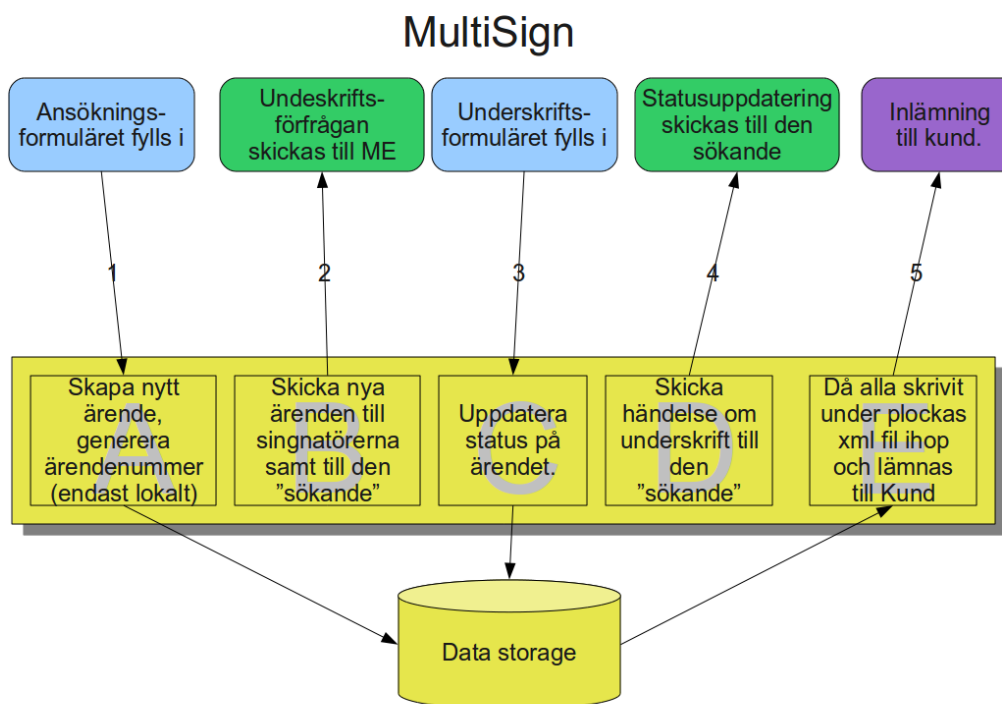 MultiSign
Ansöknings-
formuläret fylls i
Undeskrifts-
förfrågan
skickas till ME
Underskrifts-
formuläret fylls i
Statusuppdatering
skickas till den
sökande
Inlämning
till kund.
1
2
3
4
5
A
Skapa nytt
ärende,
generera
ärendenummer
(endast lokalt)
B
Skicka nya
ärenden till
singnatörerna
samt till den
”sökande”
C
Uppdatera
status på
ärendet.
D
Skicka
händelse om
underskrift till
den
”sökande”
E
Då alla skrivit
under plockas
xml fil ihop
och lämnas
till Kund
Data storage